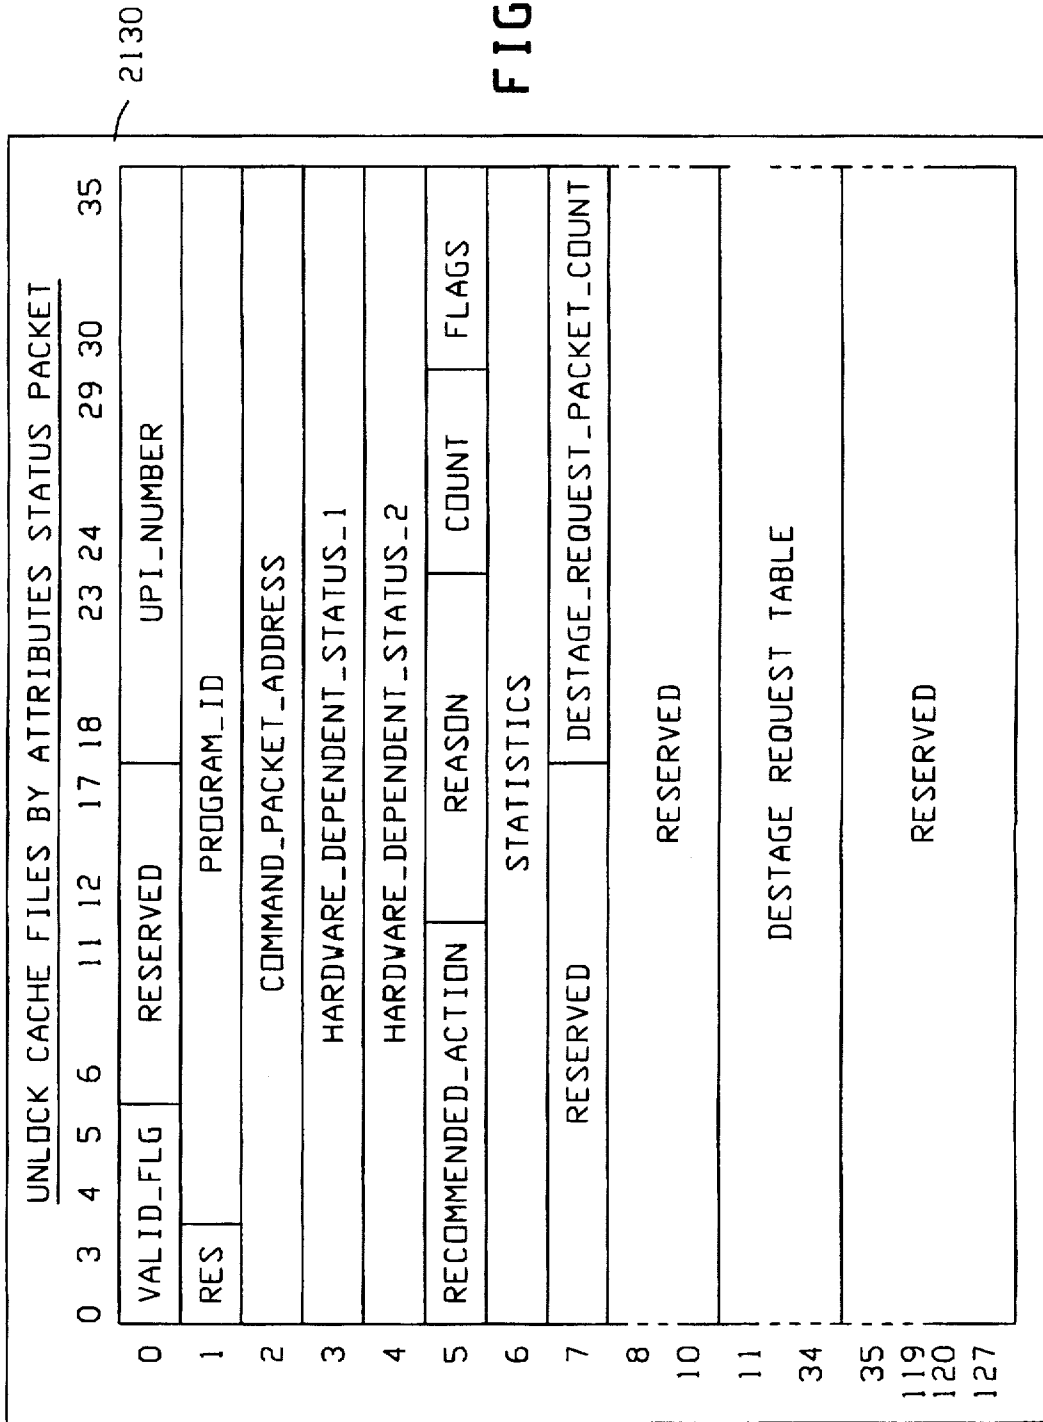 UNLOCK CACHE FILES BY ATTRIBUTES STATUS PACKET
0 3 4 5 6 11 12 17 18 23 24 29 30 35
0 VALID_FLG RESERVED UPI_NUMBER
1 RES PROGRAM_ID
2 COMMAND_PACKET_ADDRESS
3 HARDWARE_DEPENDENT_STATUS_1
4 HARDWARE_DEPENDENT_STATUS_2
5 RECOMMENDED_ACTION REASON COUNT FLAGS
6 STATISTICS
7 RESERVED DESTAGE_REQUEST_PACKET_COUNT
8
RESERVED
10
11
DESTAGE REQUEST TABLE
34
35
119 RESERVED
120
127
2130
FIG